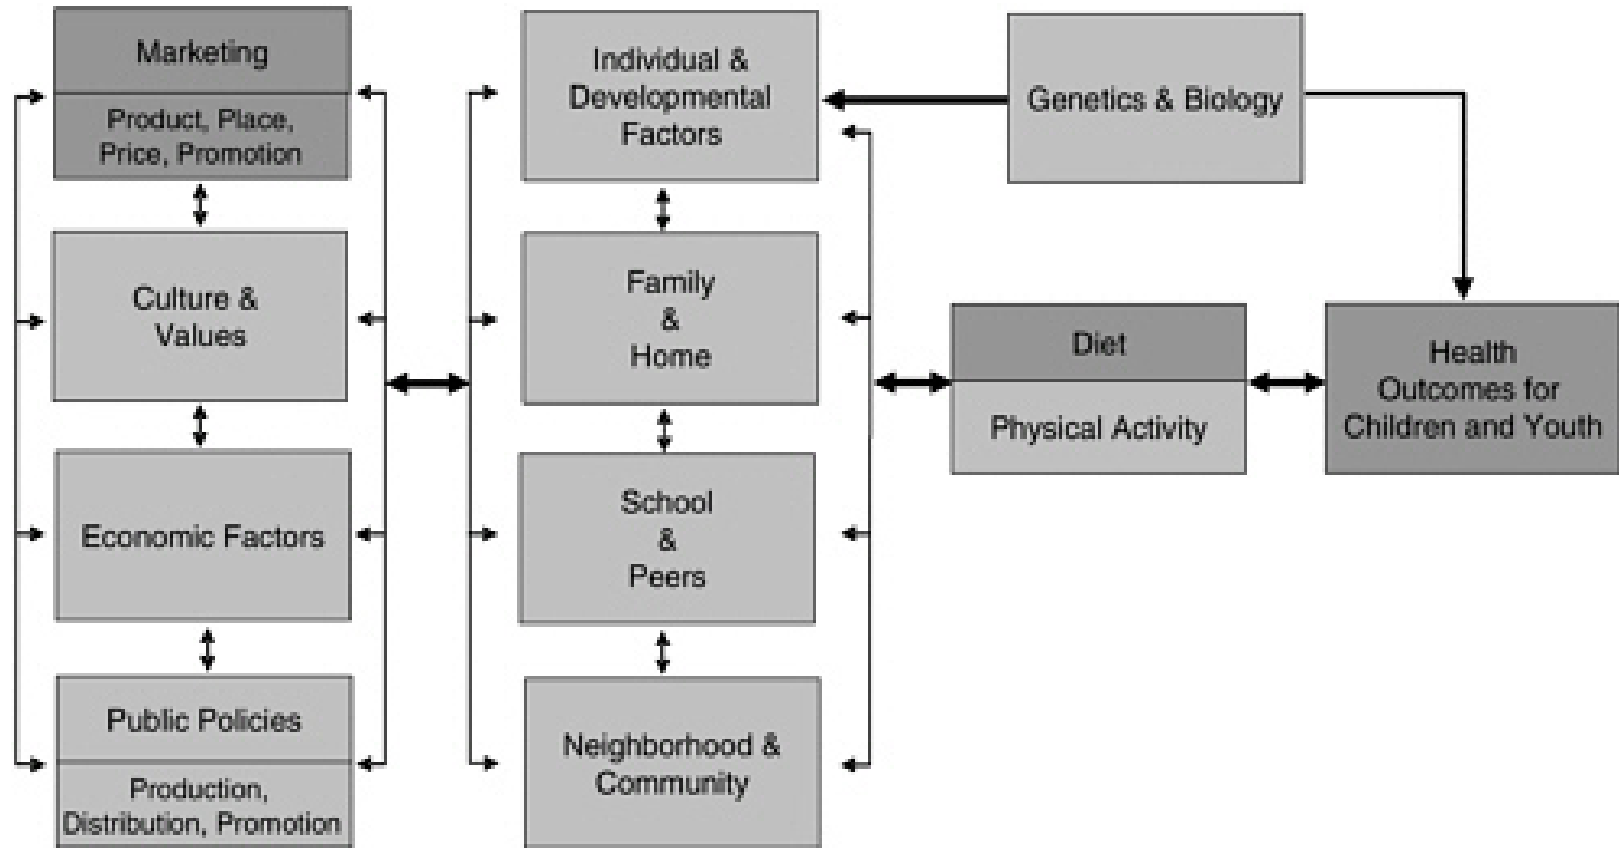 Marketing
Product, Place,
Price, Promotion
Culture &
Values
Economic Factors
Public Policies
Production,
Distribution, Promotion
Individual &
Developmental
Factors
Family
&
Home
School
&
Peers
Neighborhood &
Community
Genetics & Biology
Diet
Physical Activity
Health
Outcomes for
Children and Youth